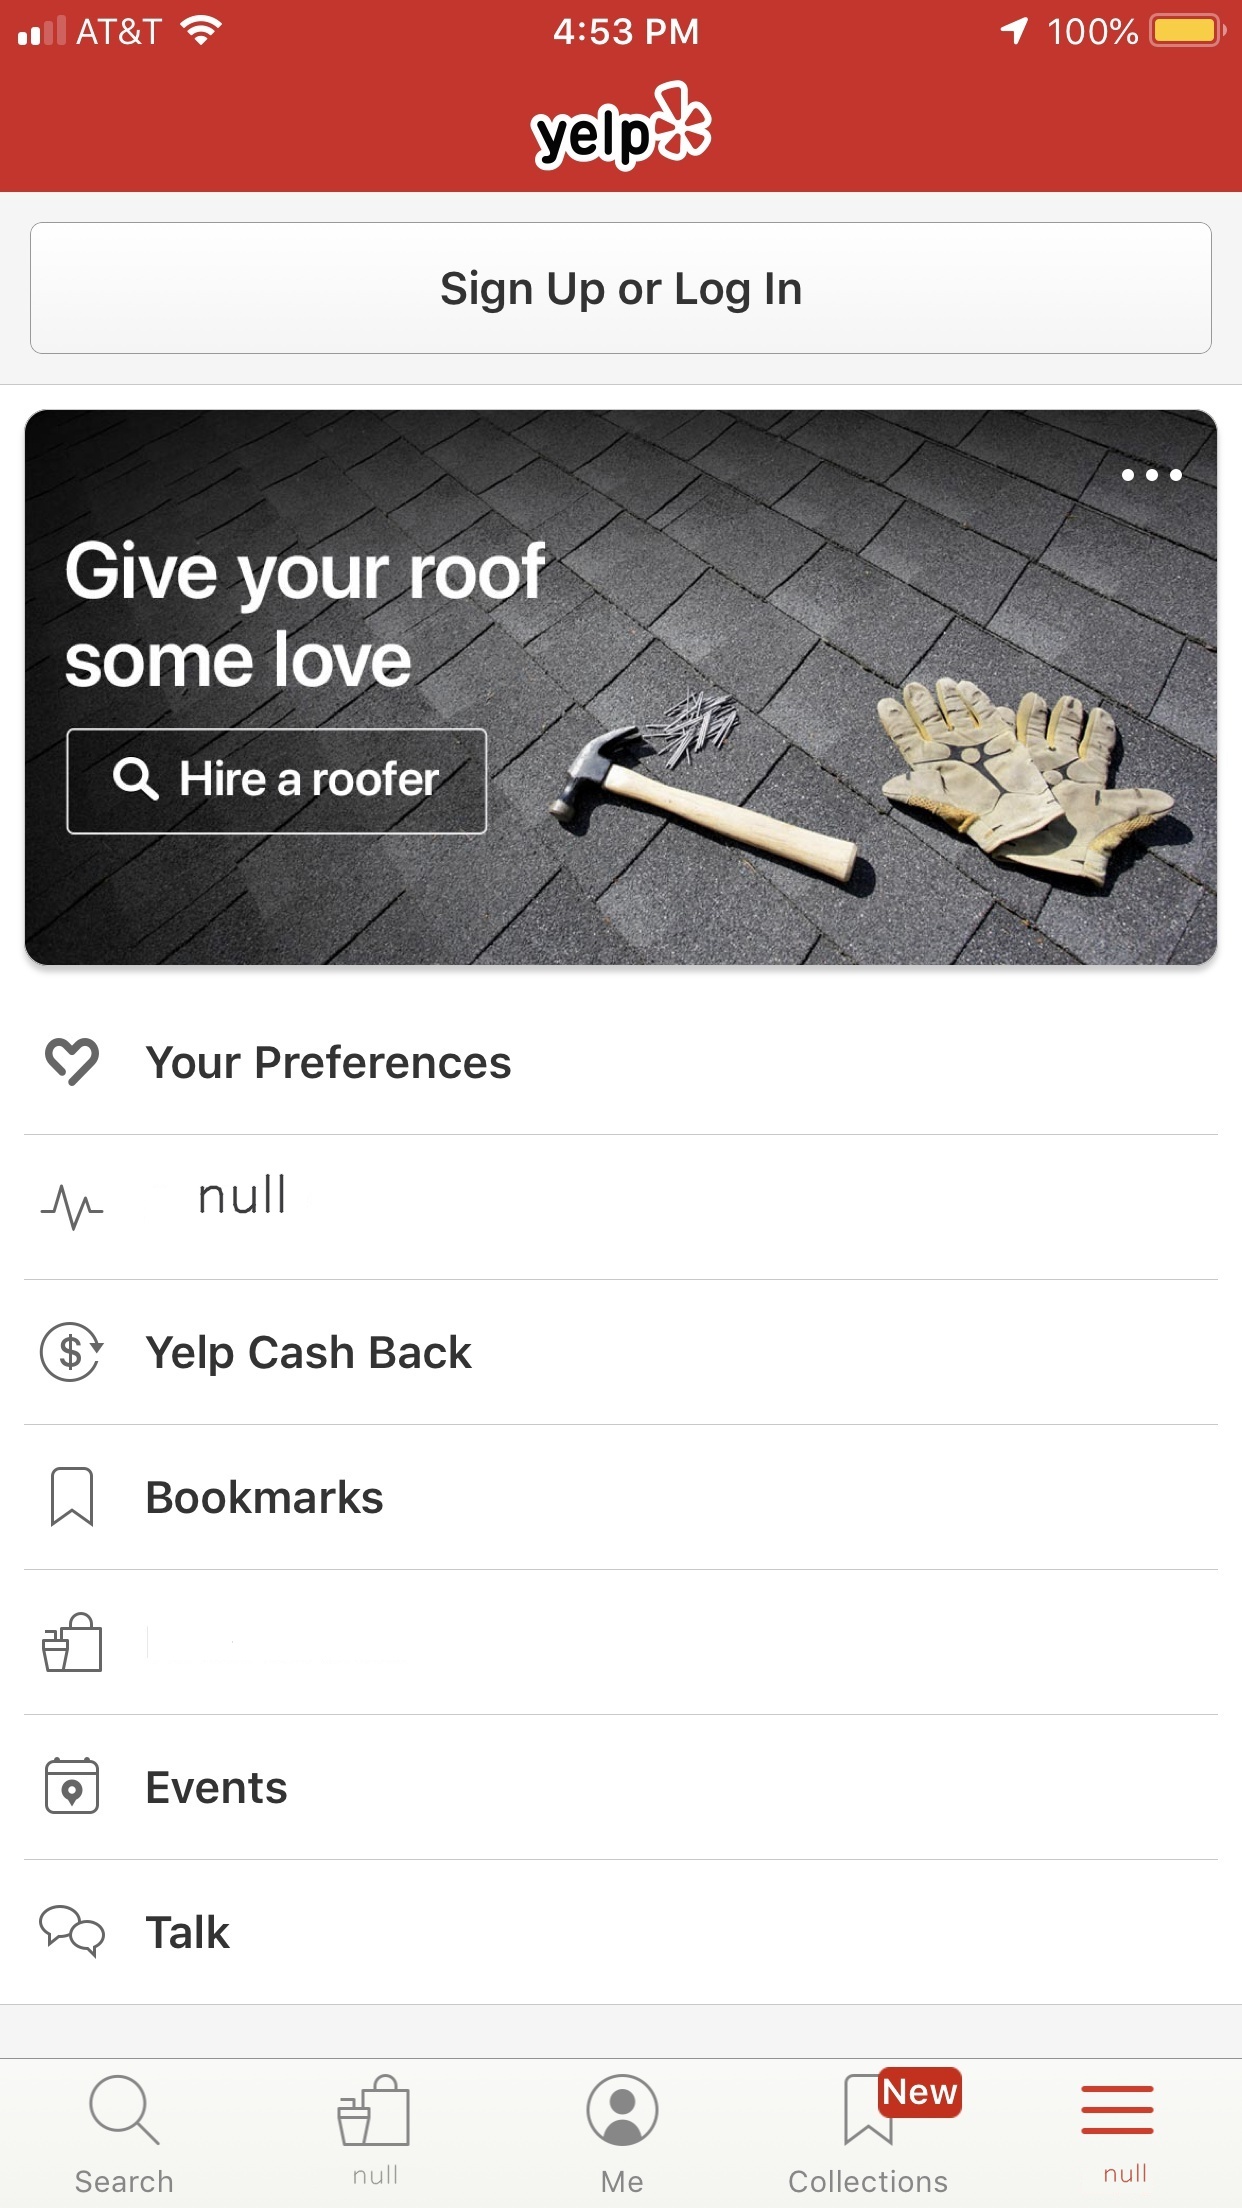 AT&T 4:53 PM 100%
yelp
Sign Up or Log In
Give your roof
some love
Hire a roofer
Your Preferences
null
Yelp Cash Back
Bookmarks
Events
Talk
New
Search null Me Collections null